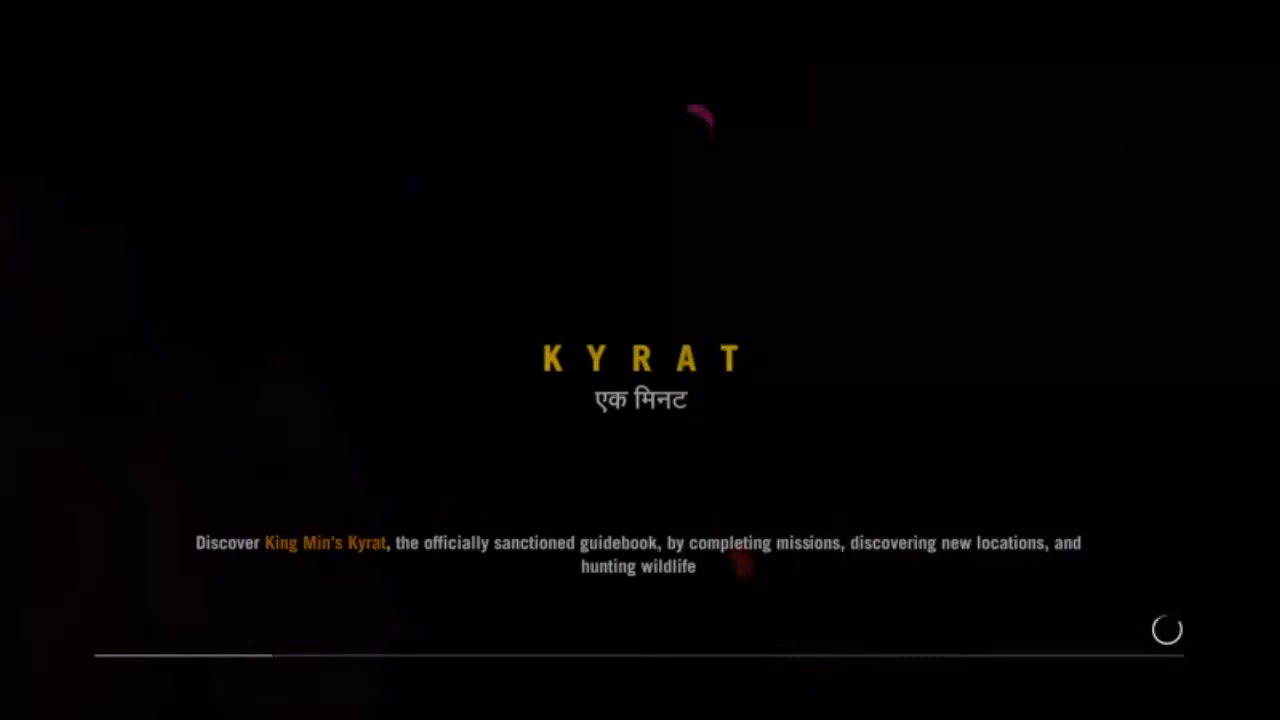 KYRAT
एक मिनट
Discover King Min's Kyrat, the officially sanctioned guidebook, by completing missions, discovering new locations, and
hunting wildlife